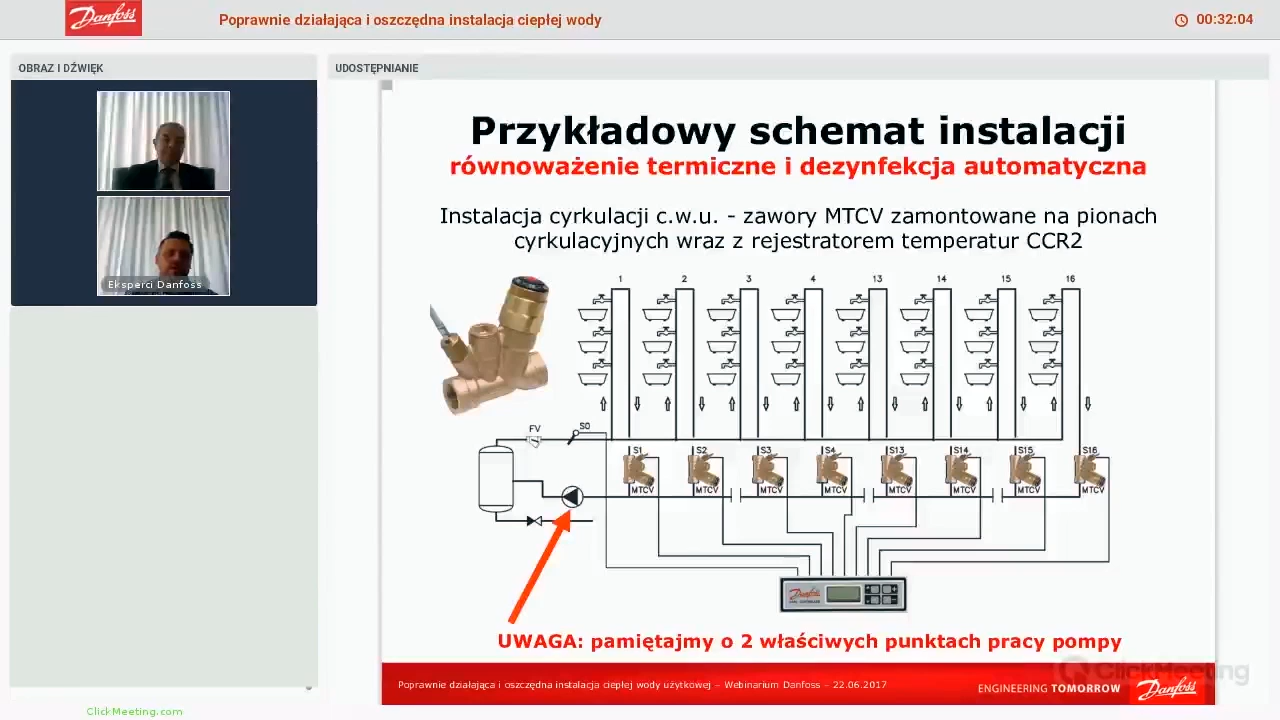 Danfoss
Poprawnie działająca i oszczędna instalacja ciepłej wody
00:32:04
OBRAZ I DŹWIĘK
UDOSTĘPNIANIE
Eksperci Danfoss
Przykładowy schemat instalacji
równoważenie termiczne i dezynfekcja automatyczna
Instalacja cyrkulacji c.w.u. - zawory MTCV zamontowane na pionach
cyrkulacyjnych wraz z rejestratorem temperatur CCR2
1 2 3 4 13 14 15 16
FV S0
S1 S2 S3 S4 S13 S14 S15 S16
MTCV MTCV MTCV MTCV MTCV MTCV MTCV MTCV
Danfoss
UWAGA: pamiętajmy o 2 właściwych punktach pracy pompy
Poprawnie działająca i oszczędna instalacja ciepłej wody użytkowej – Webinarium Danfoss – 22.06.2017
ENGINEERING TOMORROW
Danfoss
ClickMeeting
ClickMeeting.com